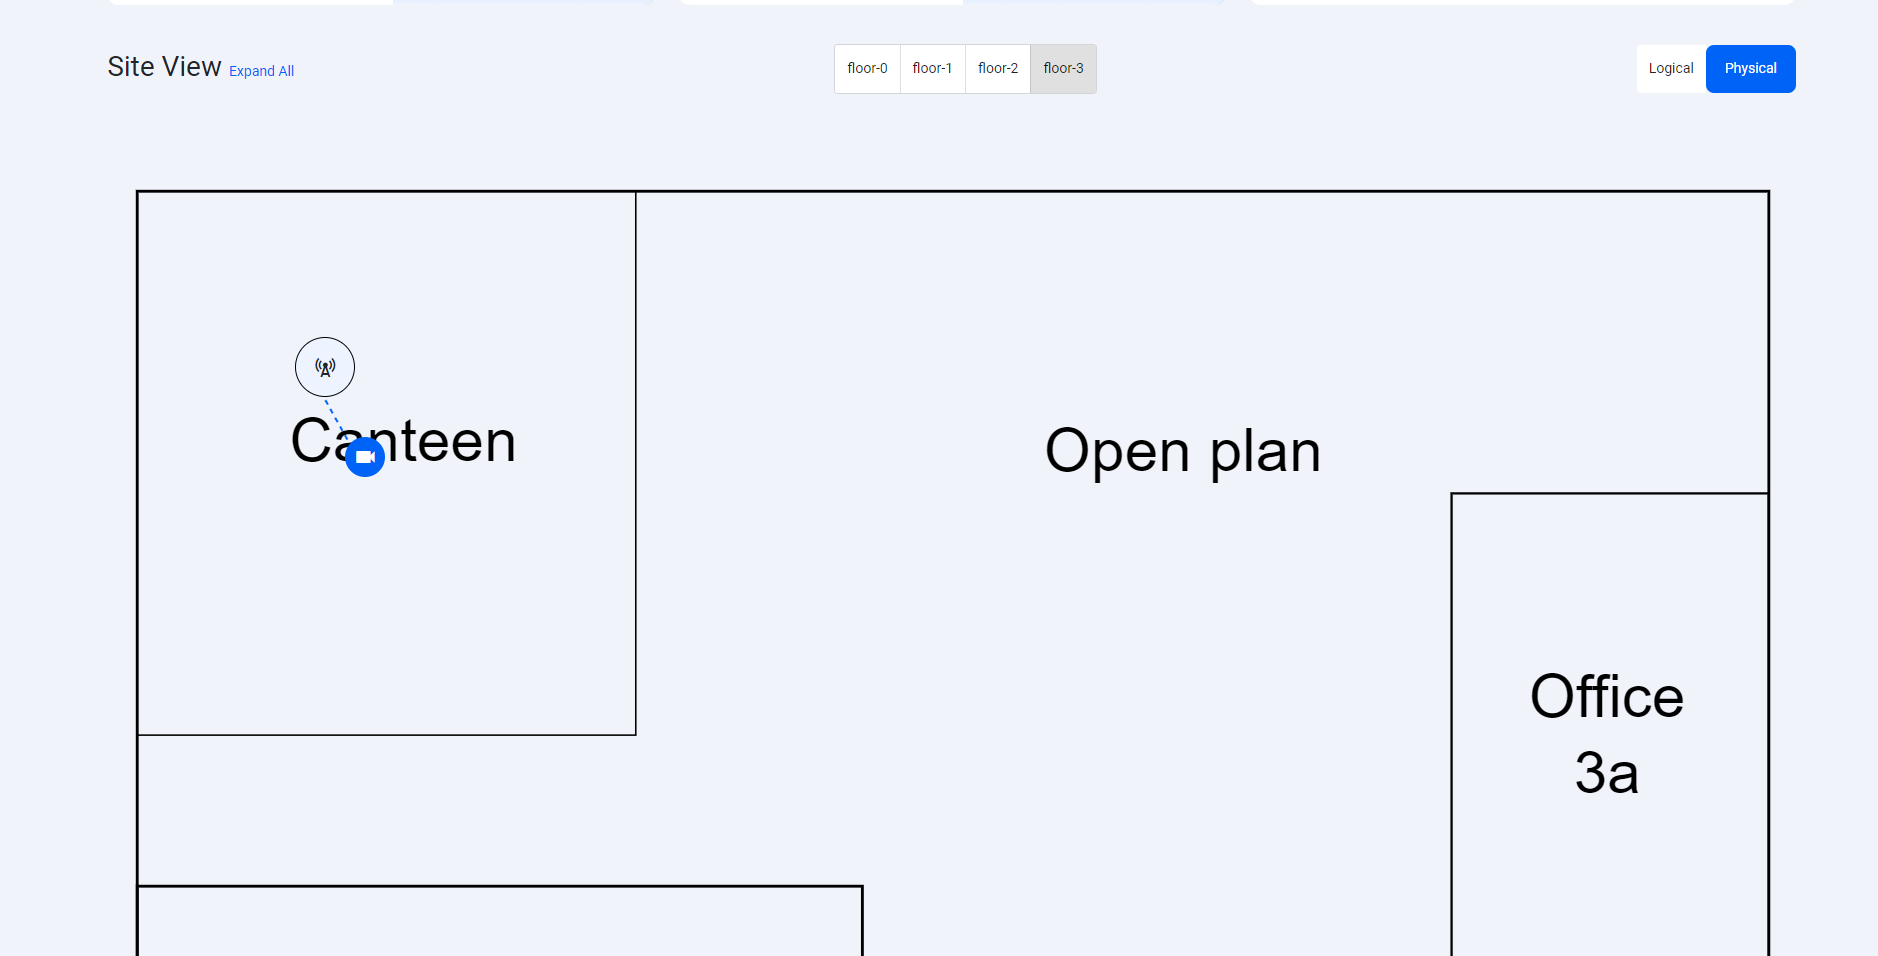 Site View Expand All
floor-0 floor-1 floor-2 floor-3
Logical Physical
Canteen
Open plan
Office
3a